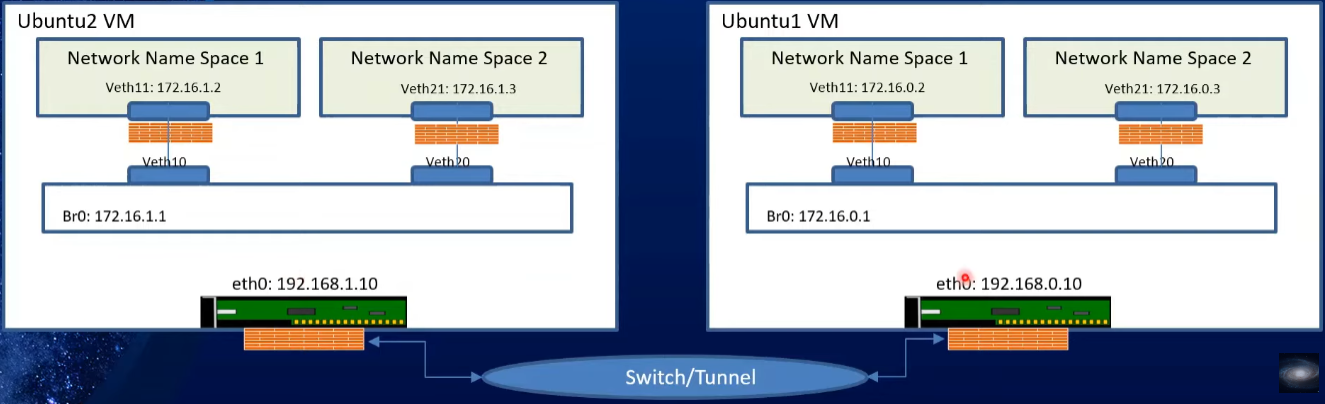 Ubuntu2 VM
Network Name Space 1
Veth11: 172.16.1.2
Network Name Space 2
Veth21: 172.16.1.3
Veth10
Veth20
Br0: 172.16.1.1
eth0: 192.168.1.10
Ubuntu1 VM
Network Name Space 1
Veth11: 172.16.0.2
Network Name Space 2
Veth21: 172.16.0.3
Veth10
Veth20
Br0: 172.16.0.1
eth0: 192.168.0.10
Switch/Tunnel